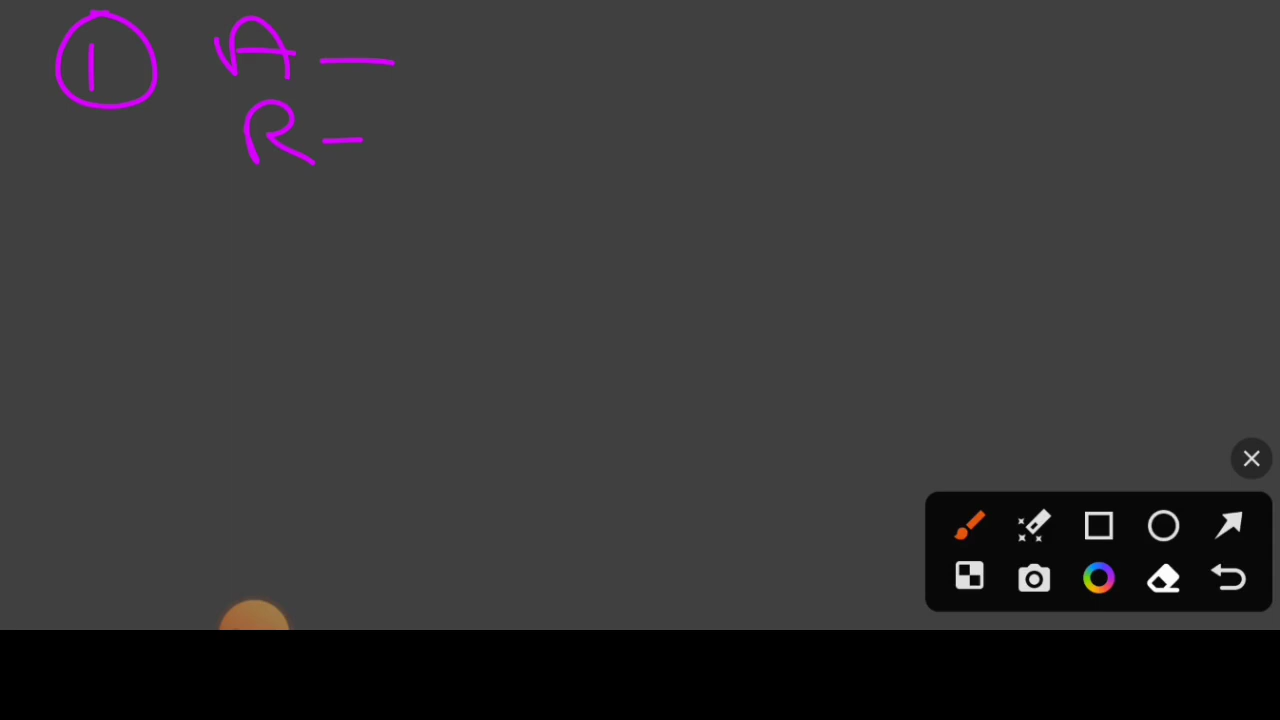 ① A —
R -